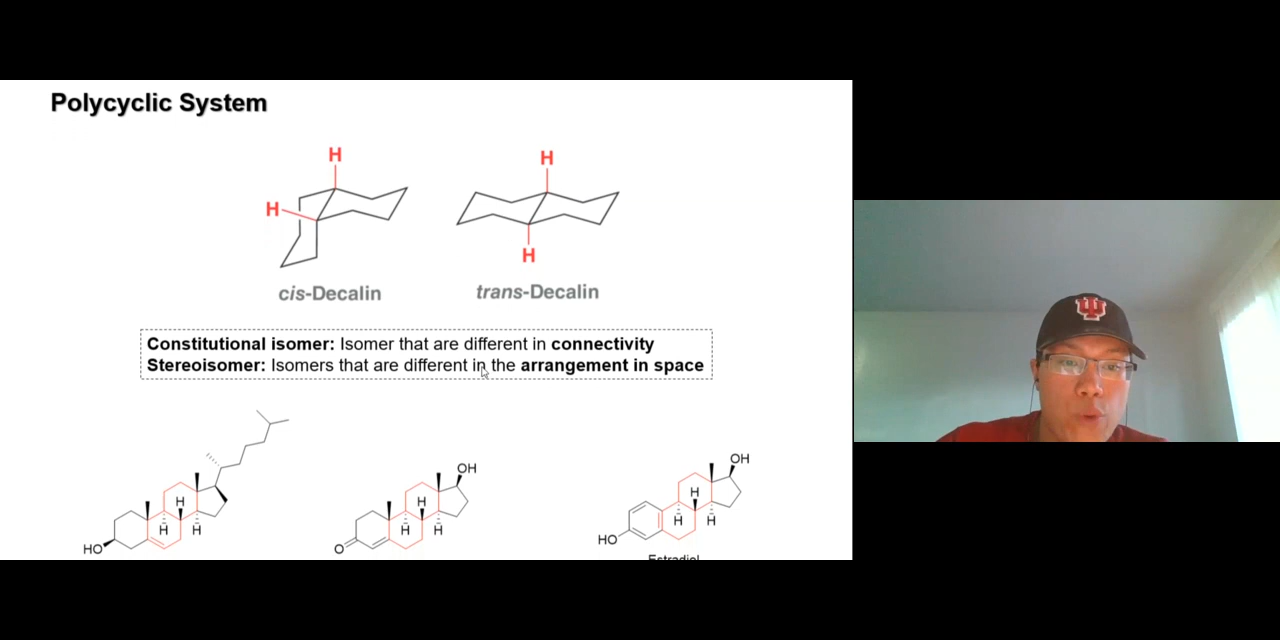 Polycyclic System
H
H
H
H
cis-Decalin
trans-Decalin
Constitutional isomer: Isomer that are different in connectivity
Stereoisomer: Isomers that are different in the arrangement in space
HO
H
H
H
OH
O
H
H
H
OH
HO
H
H
H
Estradiol